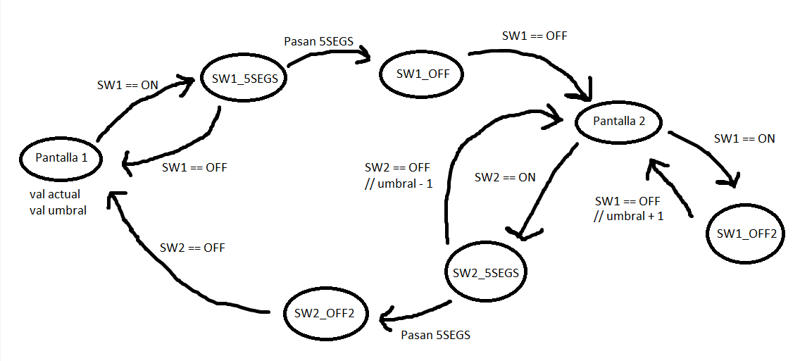 Pasan 5SEGS
SW1 == OFF
SW1 == ON
SW1_5SEGS
SW1_OFF
Pantalla 2
SW1 == ON
Pantalla 1
SW1 == OFF
SW2 == OFF
// umbral - 1
SW2 == ON
val actual
val umbral
SW1 == OFF
// umbral + 1
SW1_OFF2
SW2 == OFF
SW2_5SEGS
SW2_OFF2
Pasan 5SEGS